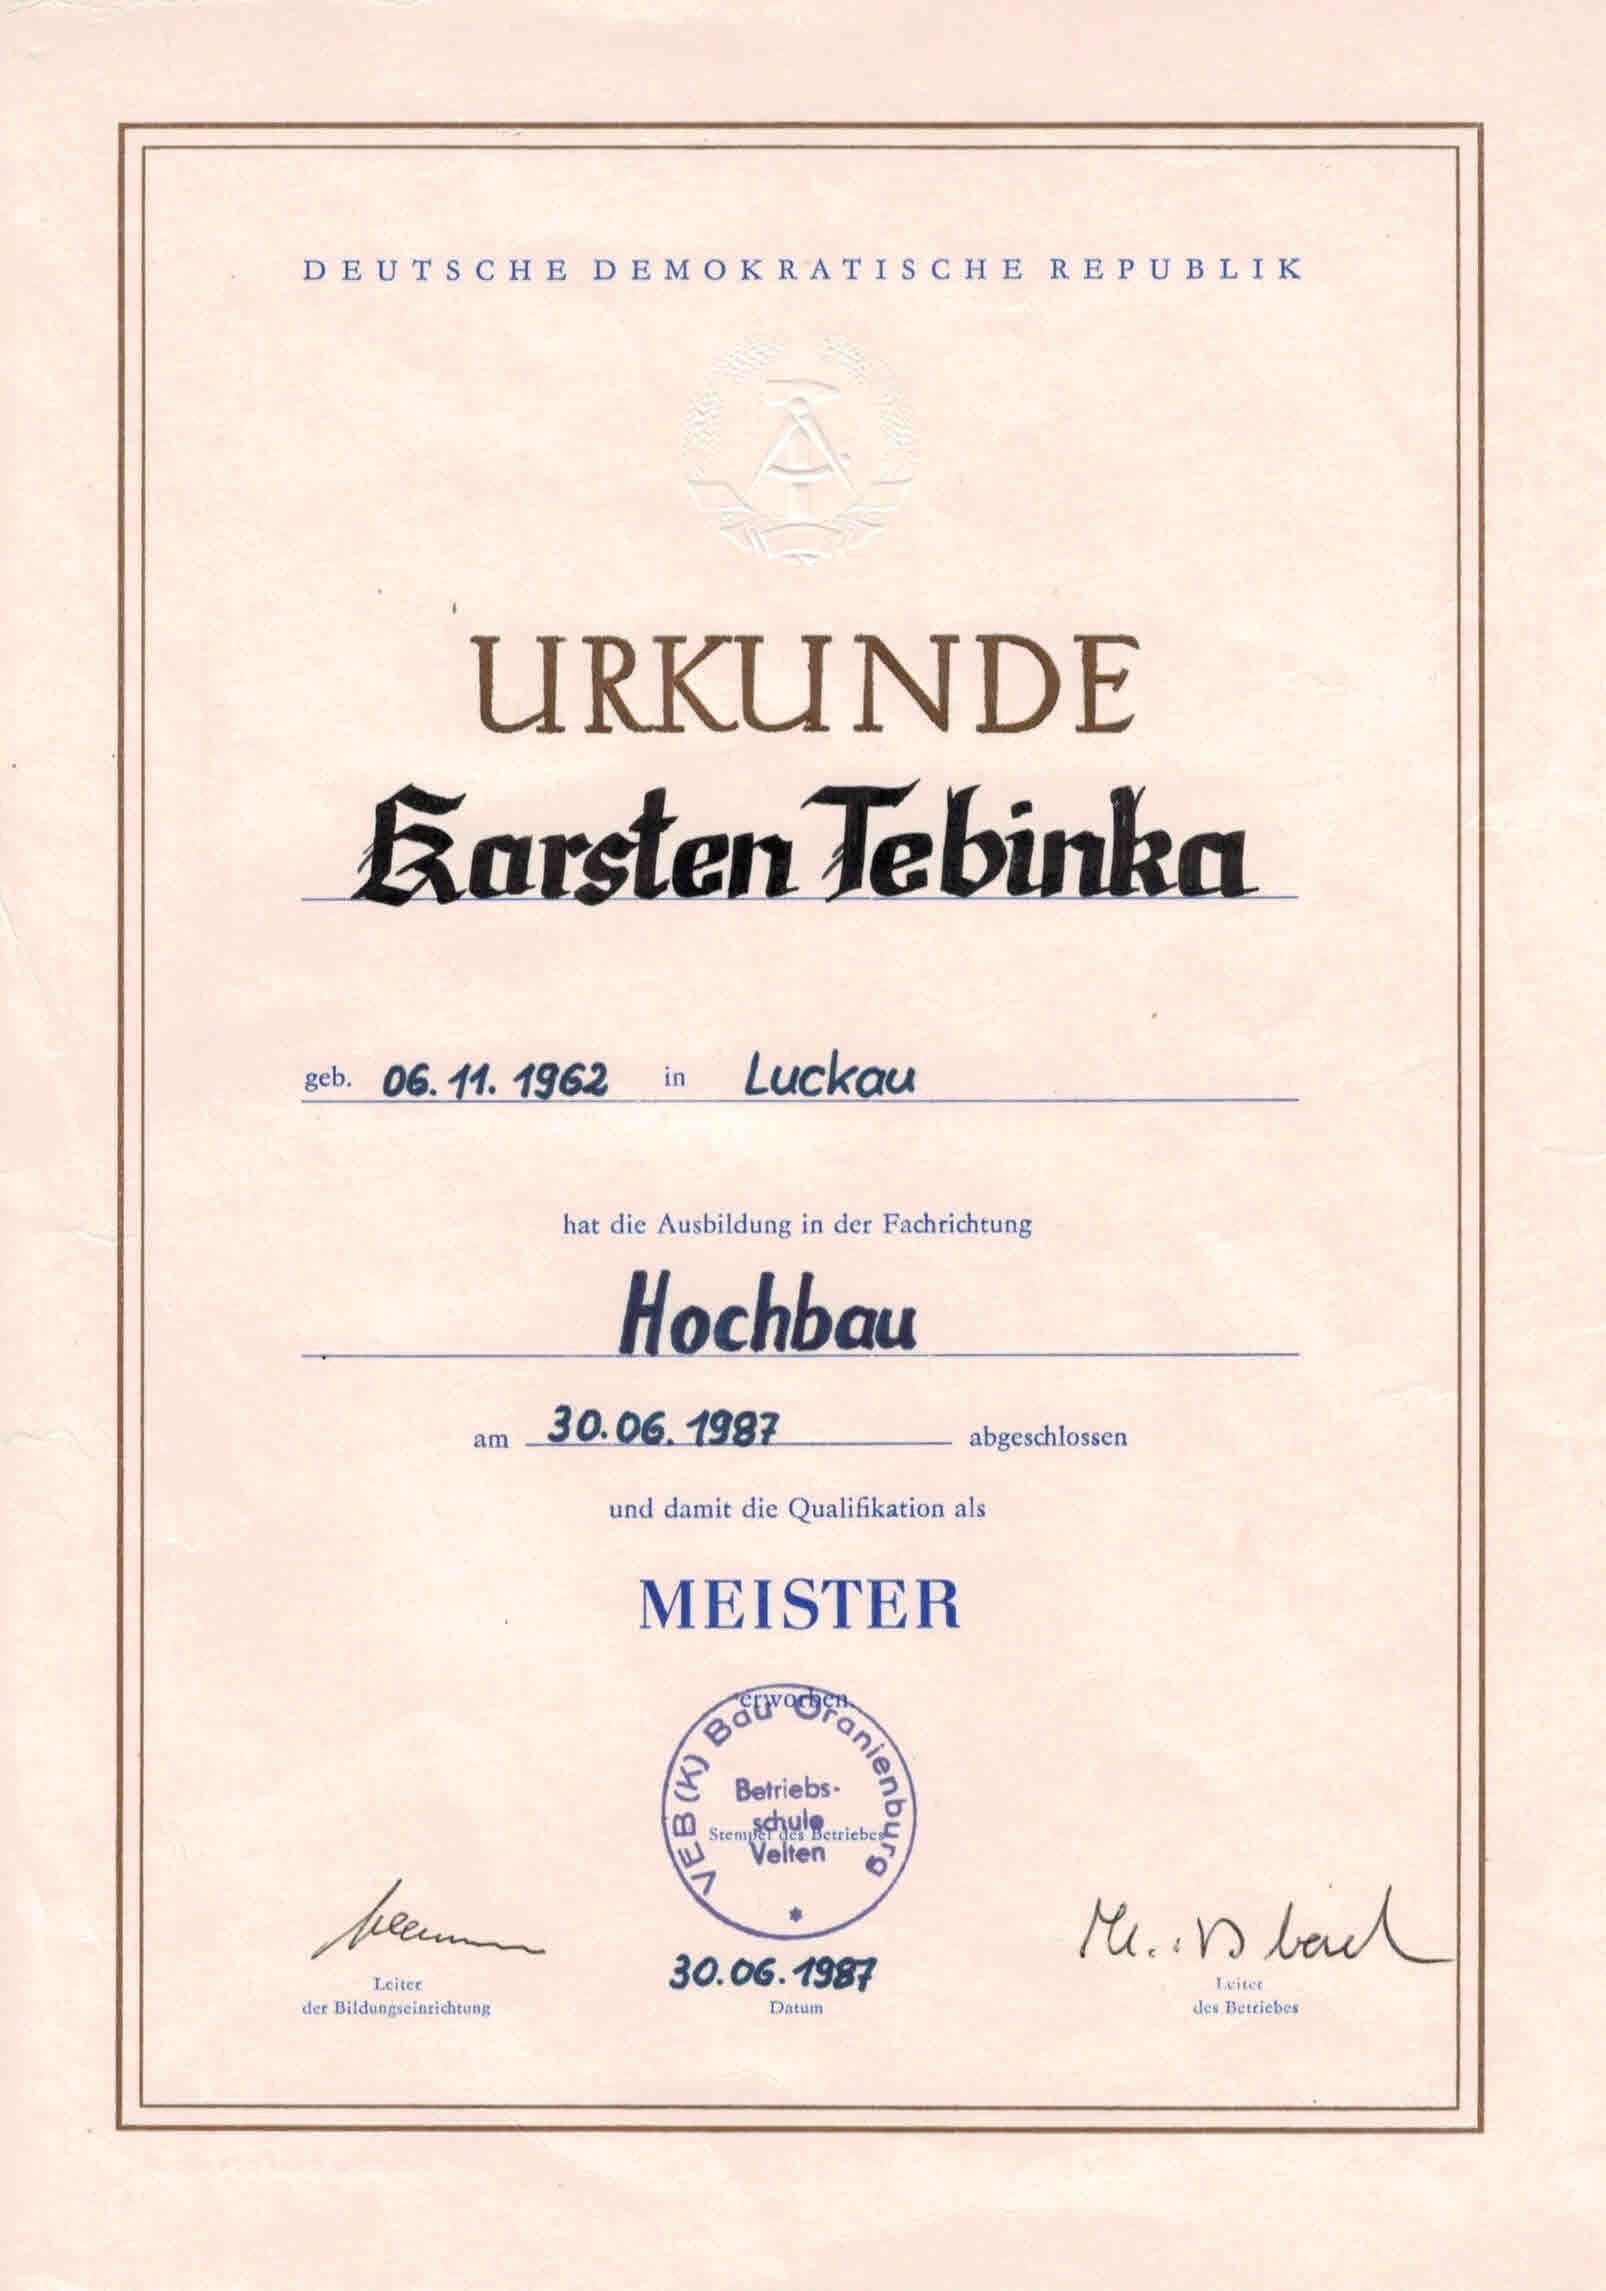 DEUTSCHE DEMOKRATISCHE REPUBLIK
URKUNDE
Karsten Tebinka
geb. 06.11.1962 in Luckau
hat die Ausbildung in der Fachrichtung
Hochbau
am 30.06.1987 abgeschlossen
und damit die Qualifikation als
MEISTER
erworben.
VEB(K) Bau Oranienburg
Betriebs-
schule
Velten
Stempel des Betriebes
30.06.1987
Leiter
der Bildungseinrichtung
Datum
Leiter
des Betriebes